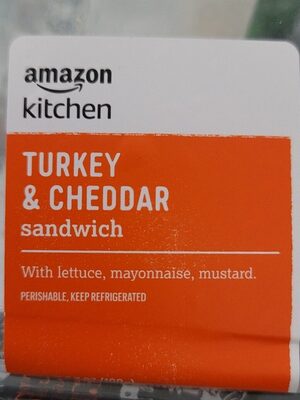 amazon
kitchen
TURKEY
& CHEDDAR
sandwich
With lettuce, mayonnaise, mustard.
PERISHABLE, KEEP REFRIGERATED